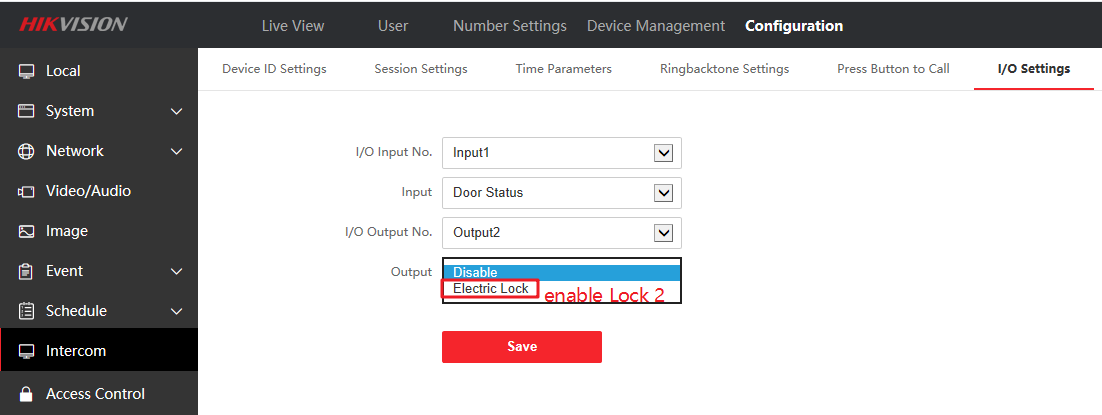 HIKVISION
Live View User Number Settings Device Management Configuration
Local
System
Network
Video/Audio
Image
Event
Schedule
Intercom
Access Control
Device ID Settings Session Settings Time Parameters Ringbacktone Settings Press Button to Call I/O Settings
I/O Input No. Input1
Input Door Status
I/O Output No. Output2
Output Disable
Electric Lock enable Lock 2
Save